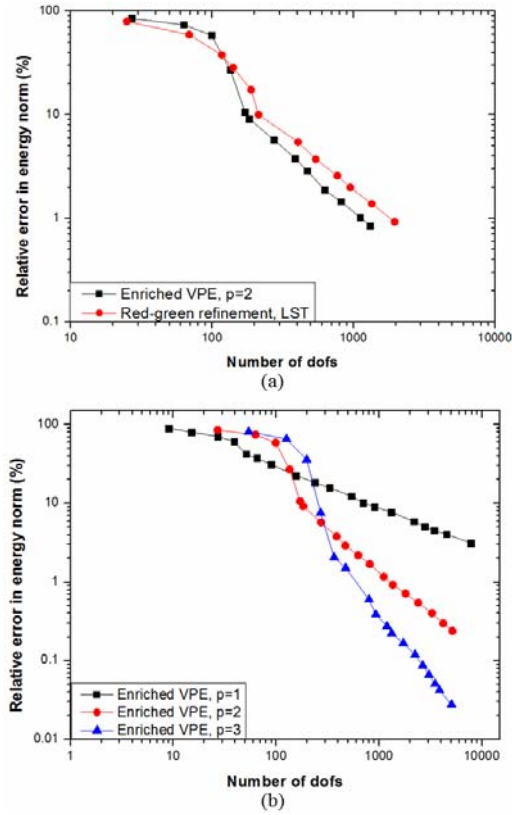 100
10
1
0.1
Relative error in energy norm (%)
Enriched VPE, p=2
Red-green refinement, LST
10 100 1000 10000
Number of dofs
(a)
100
10
1
0.1
0.01
Relative error in energy norm (%)
Enriched VPE, p=1
Enriched VPE, p=2
Enriched VPE, p=3
1 10 100 1000 10000
Number of dofs
(b)